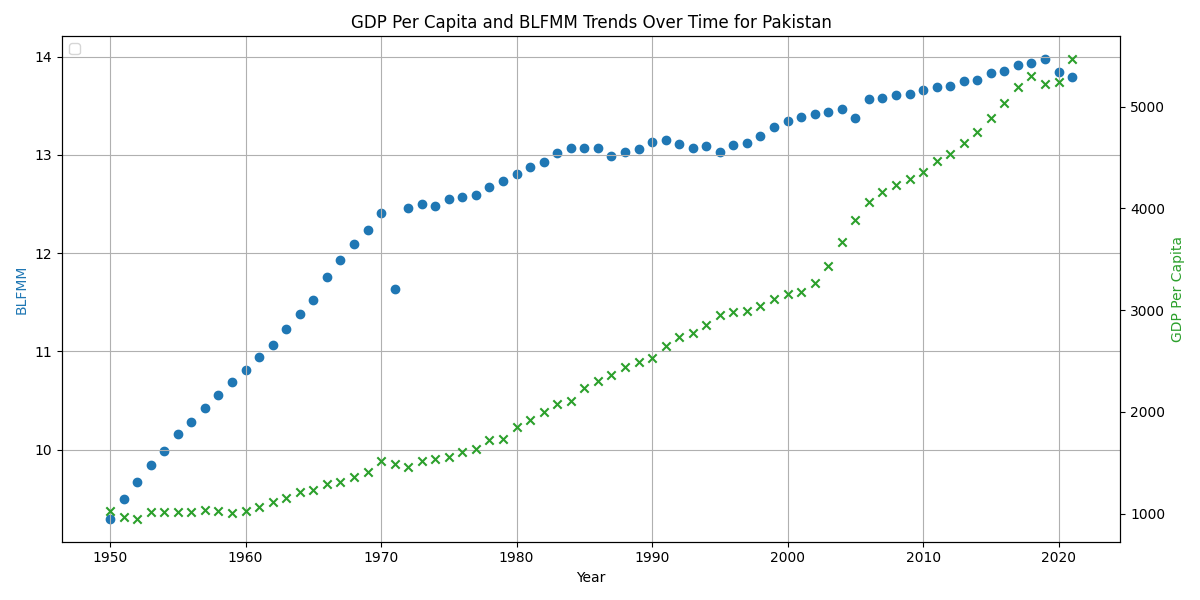 GDP Per Capita and BLFMM Trends Over Time for Pakistan
14
13
12
11
10
BLFMM
5000
4000
3000
2000
1000
GDP Per Capita
1950 1960 1970 1980 1990 2000 2010 2020
Year